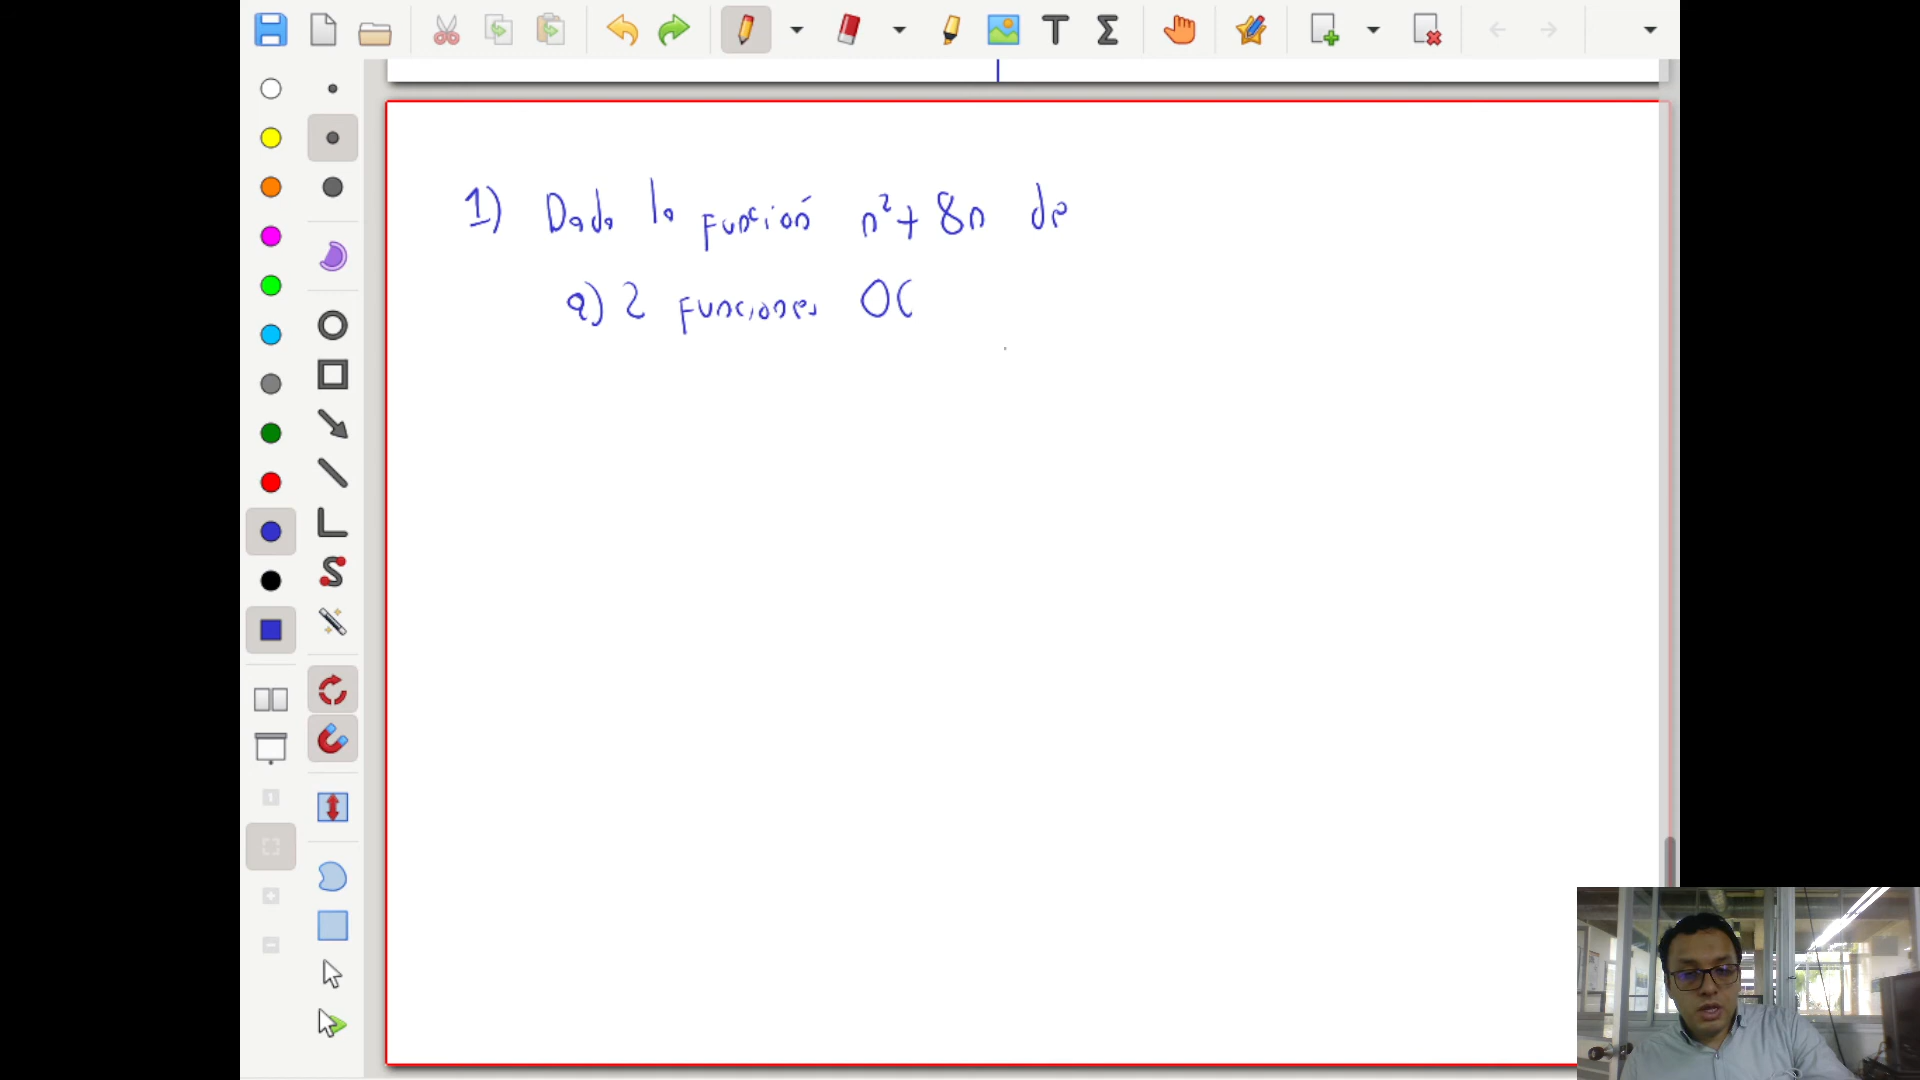 1) Dada la función n²+ 8n de
a) 2 funciones O(